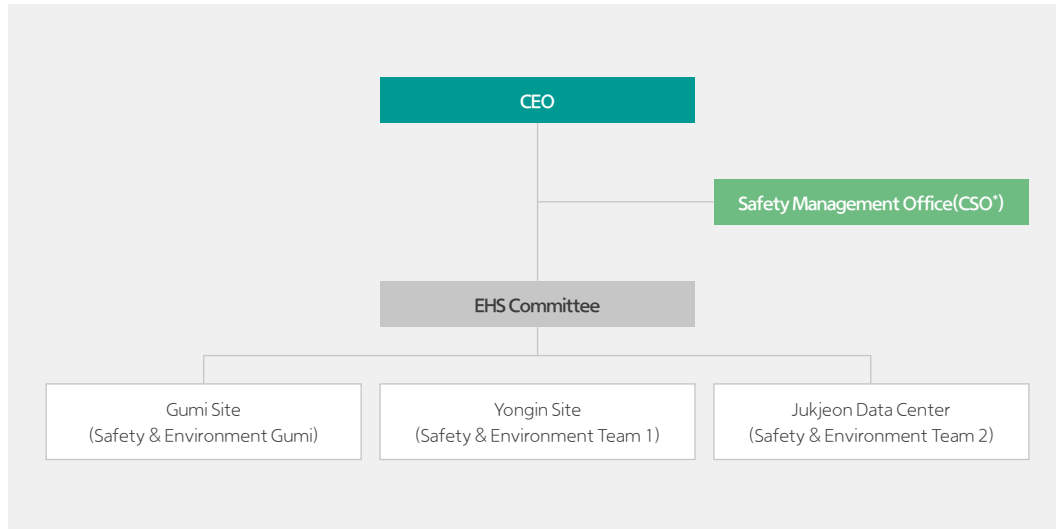 CEO
Safety Management Office(CSO*)
EHS Committee
Gumi Site
(Safety & Environment Gumi)
Yongin Site
(Safety & Environment Team 1)
Jukjeon Data Center
(Safety & Environment Team 2)